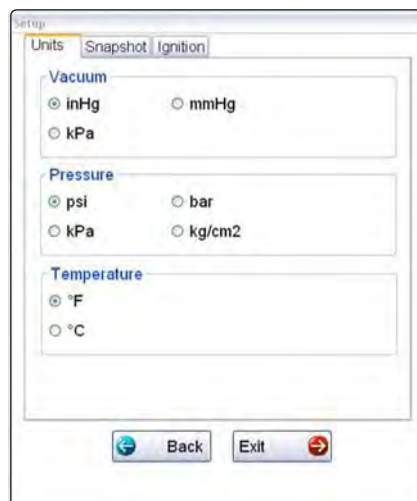 Setup
Units Snapshot Ignition
Vacuum
inHg mmHg
kPa
Pressure
psi bar
kPa kg/cm2
Temperature
°F
°C
Back Exit